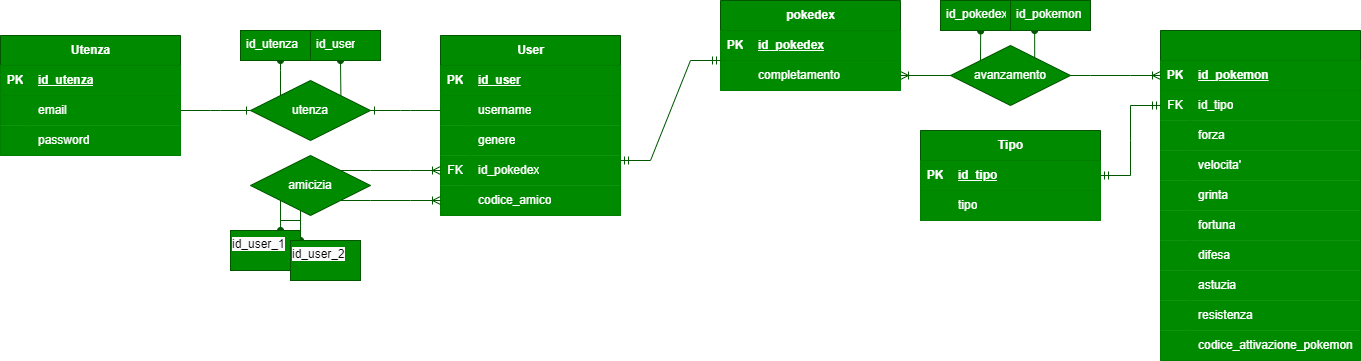 Utenza
PK id_utenza
email
password
id_utenza id_user
utenza
amicizia
id_user_1
id_user_2
User
PK id_user
username
genere
FK id_pokedex
codice_amico
pokedex
PK id_pokedex
completamento
id_pokedex id_pokemon
avanzamento
Tipo
PK id_tipo
tipo
PK id_pokemon
FK id_tipo
forza
velocita'
grinta
fortuna
difesa
astuzia
resistenza
codice_attivazione_pokemon